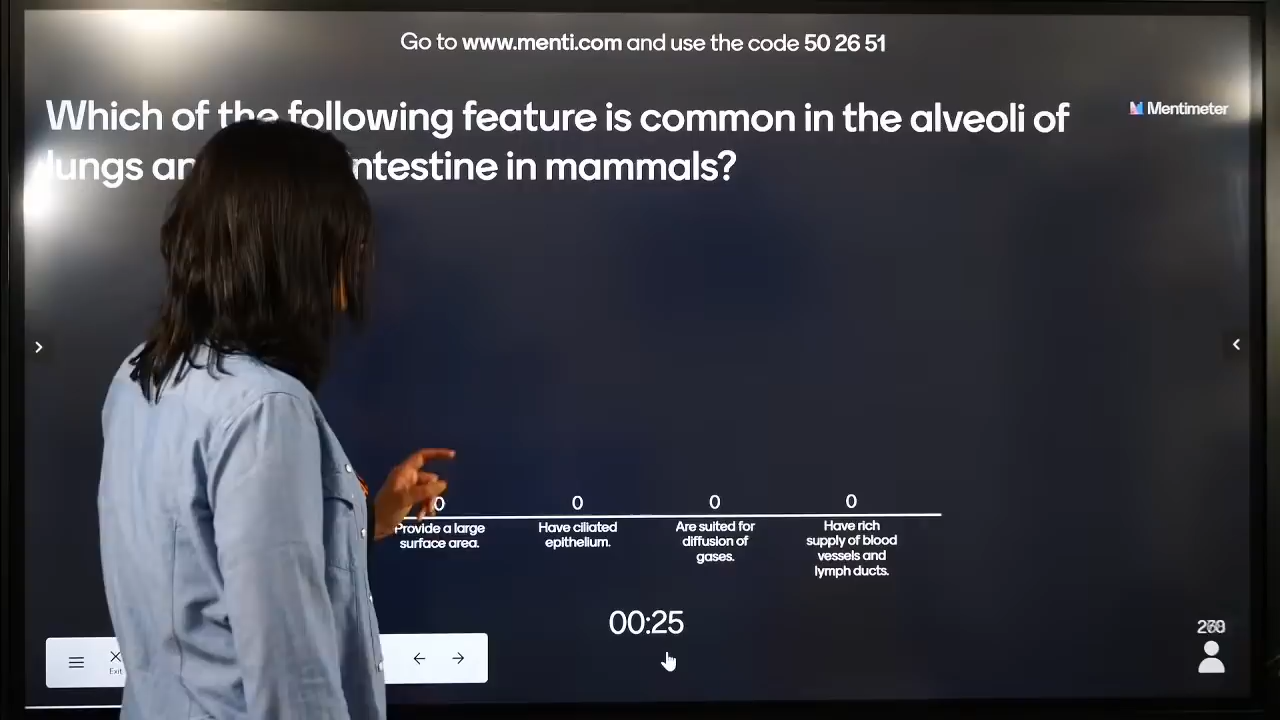 Go to www.menti.com and use the code 50 26 51
Which of the following feature is common in the alveoli of
Mentimeter
lungs intestine in mammals?
0 0 0 0
Provide a large
surface area.
Have ciliated
epithelium.
Are suited for
diffusion of
gases.
Have rich
supply of blood
vessels and
lymph ducts.
00:25
Exit